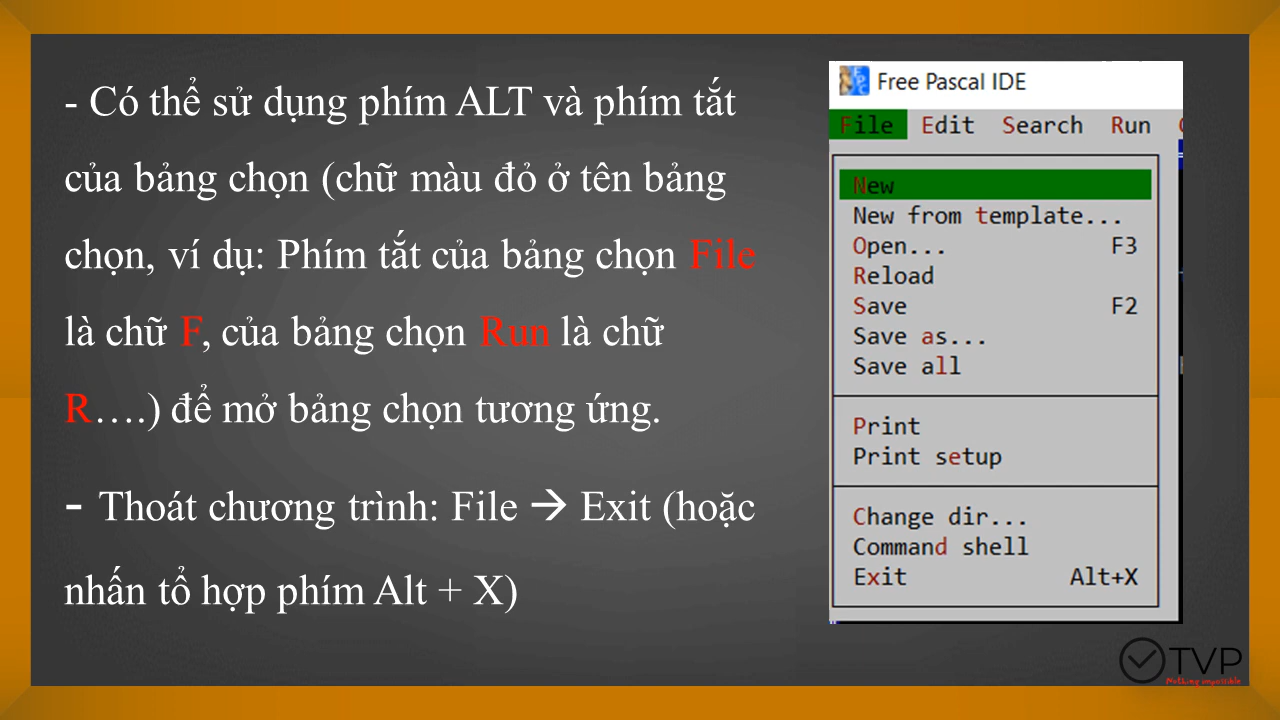 - Có thể sử dụng phím ALT và phím tắt
của bảng chọn (chữ màu đỏ ở tên bảng
chọn, ví dụ: Phím tắt của bảng chọn File
là chữ F, của bảng chọn Run là chữ
R….) để mở bảng chọn tương ứng.
- Thoát chương trình: File → Exit (hoặc
nhấn tổ hợp phím Alt + X)
Free Pascal IDE
File Edit Search Run
New
New from template...
Open... F3
Reload
Save F2
Save as...
Save all
Print
Print setup
Change dir...
Command shell
Exit Alt+X
TVP
Nothing impossible